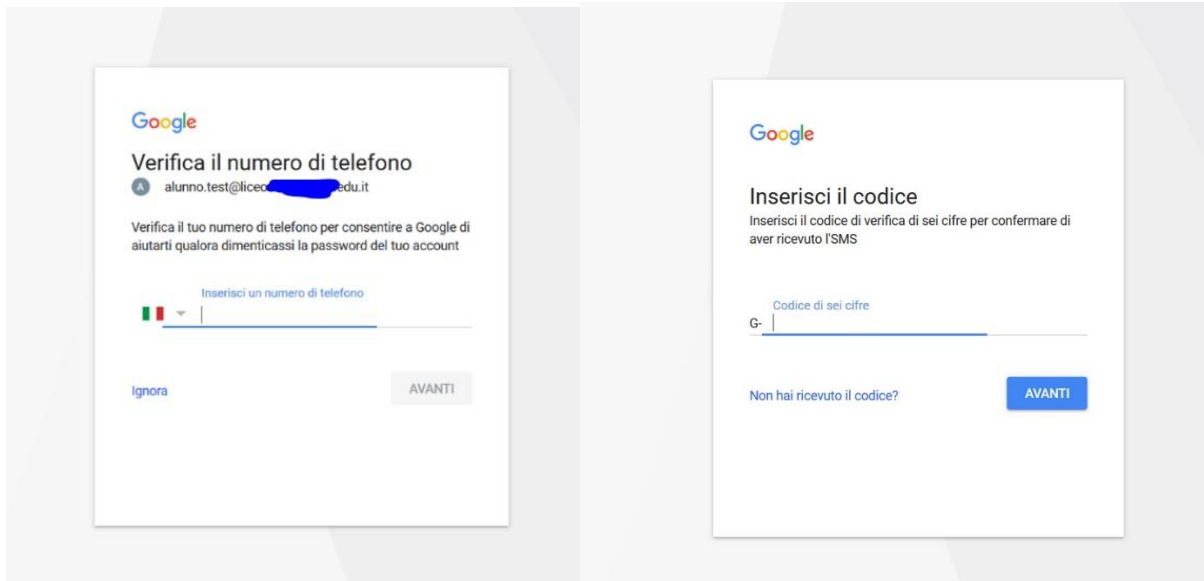 Google
Verifica il numero di telefono
A alunno.test@liceo edu.it
Verifica il tuo numero di telefono per consentire a Google di
aiutarti qualora dimenticassi la password del tuo account
Inserisci un numero di telefono
Ignora
AVANTI
Google
Inserisci il codice
Inserisci il codice di verifica di sei cifre per confermare di
aver ricevuto l'SMS
Codice di sei cifre
G-
Non hai ricevuto il codice?
AVANTI